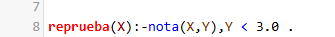 7
8 reprueba(X):-nota(X,Y),Y < 3.0 .